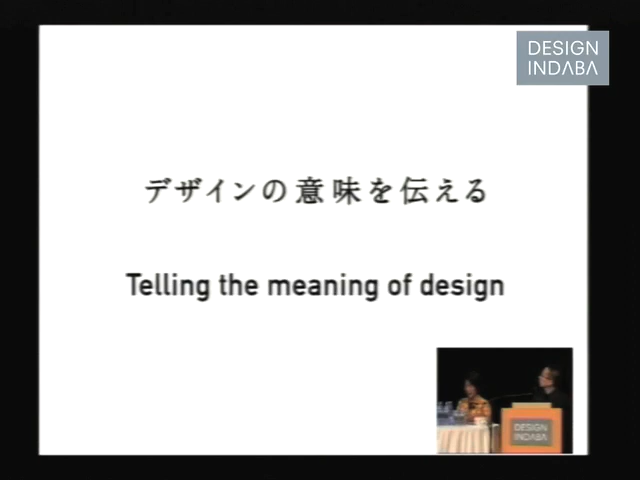 DESIGN
INDABA
デザインの意味を伝える
Telling the meaning of design
DESIGN
INDABA